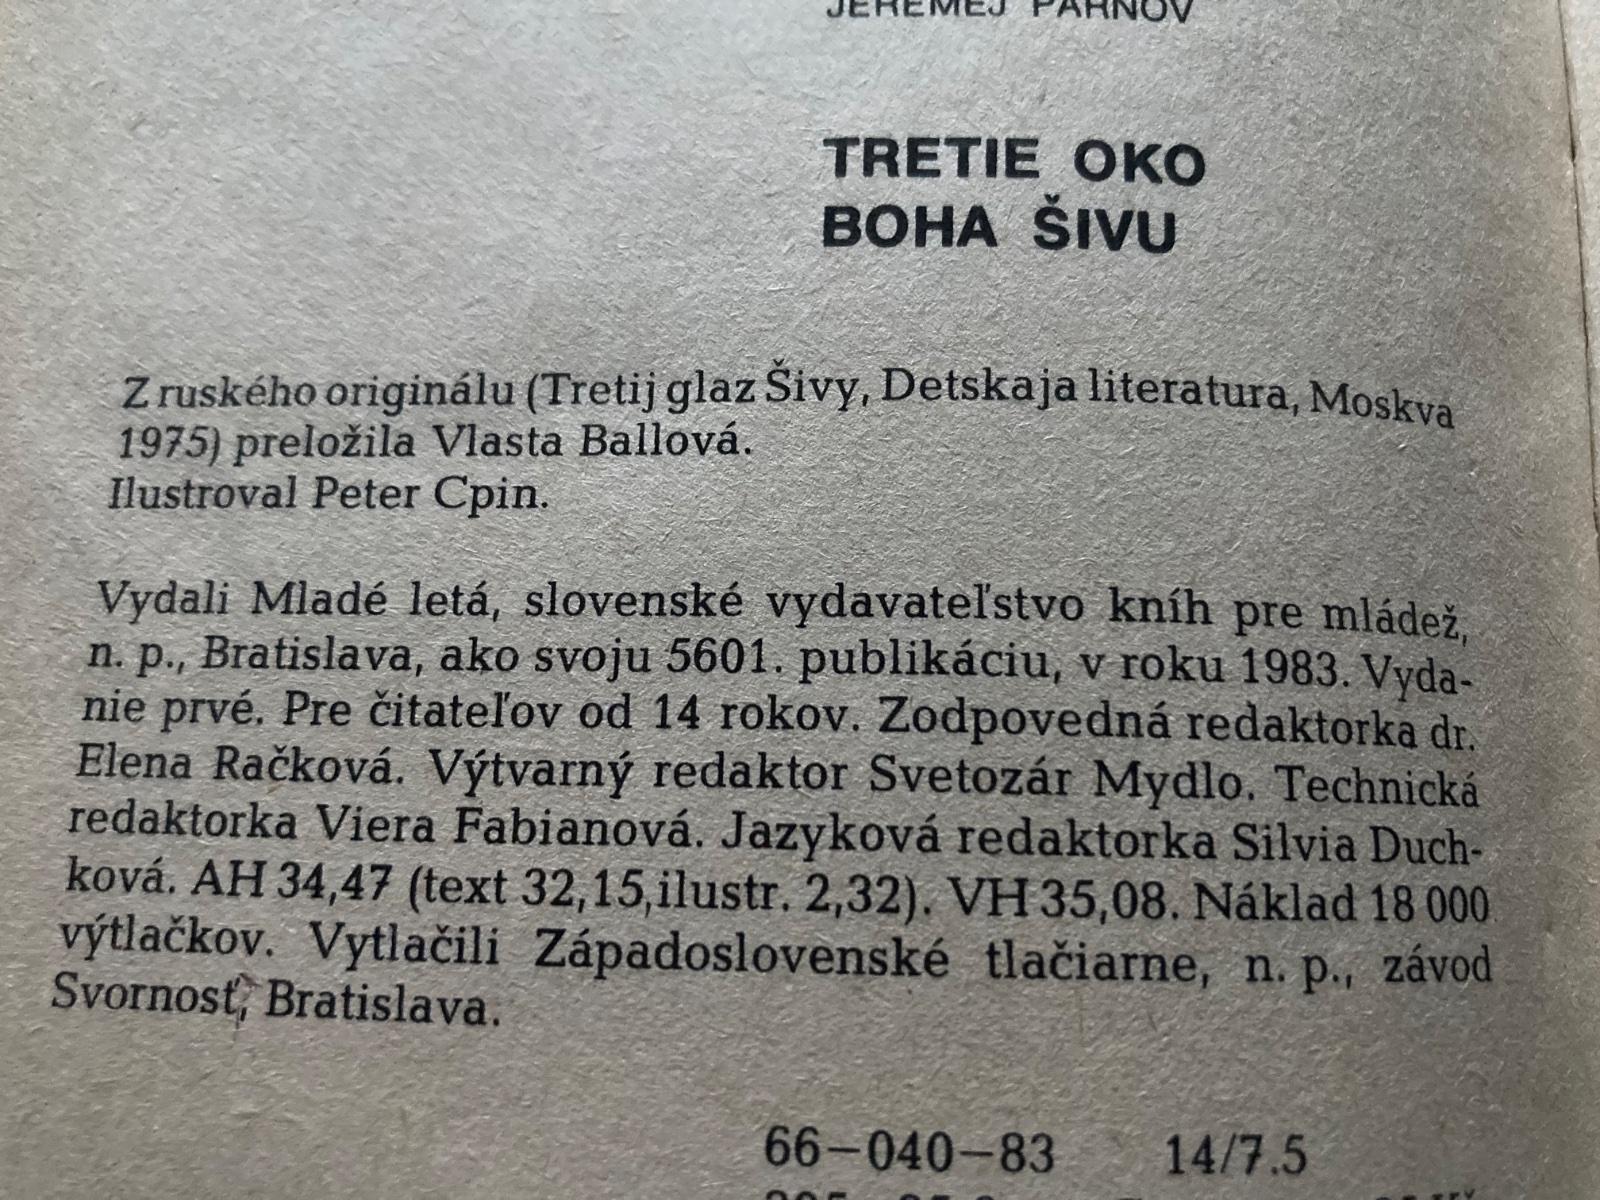 JEREMEJ PARNOV
TRETIE OKO
BOHA ŠIVU
Z ruského originálu (Tretij glaz Šivy, Detskaja literatura, Moskva
1975) preložila Vlasta Ballová.
Ilustroval Peter Cpin.
Vydali Mladé letá, slovenské vydavateľstvo kníh pre mládež,
n. p., Bratislava, ako svoju 5601. publikáciu, v roku 1983. Vyda-
nie prvé. Pre čitateľov od 14 rokov. Zodpovedná redaktorka dr.
Elena Račková. Výtvarný redaktor Svetozár Mydlo. Technická
redaktorka Viera Fabianová. Jazyková redaktorka Silvia Duch-
ková. AH 34,47 (text 32,15,ilustr. 2,32). VH 35,08. Náklad 18 000
výtlačkov. Vytlačili Západoslovenské tlačiarne, n. p., závod
Svornosť, Bratislava.
66–040–83 14/7.5